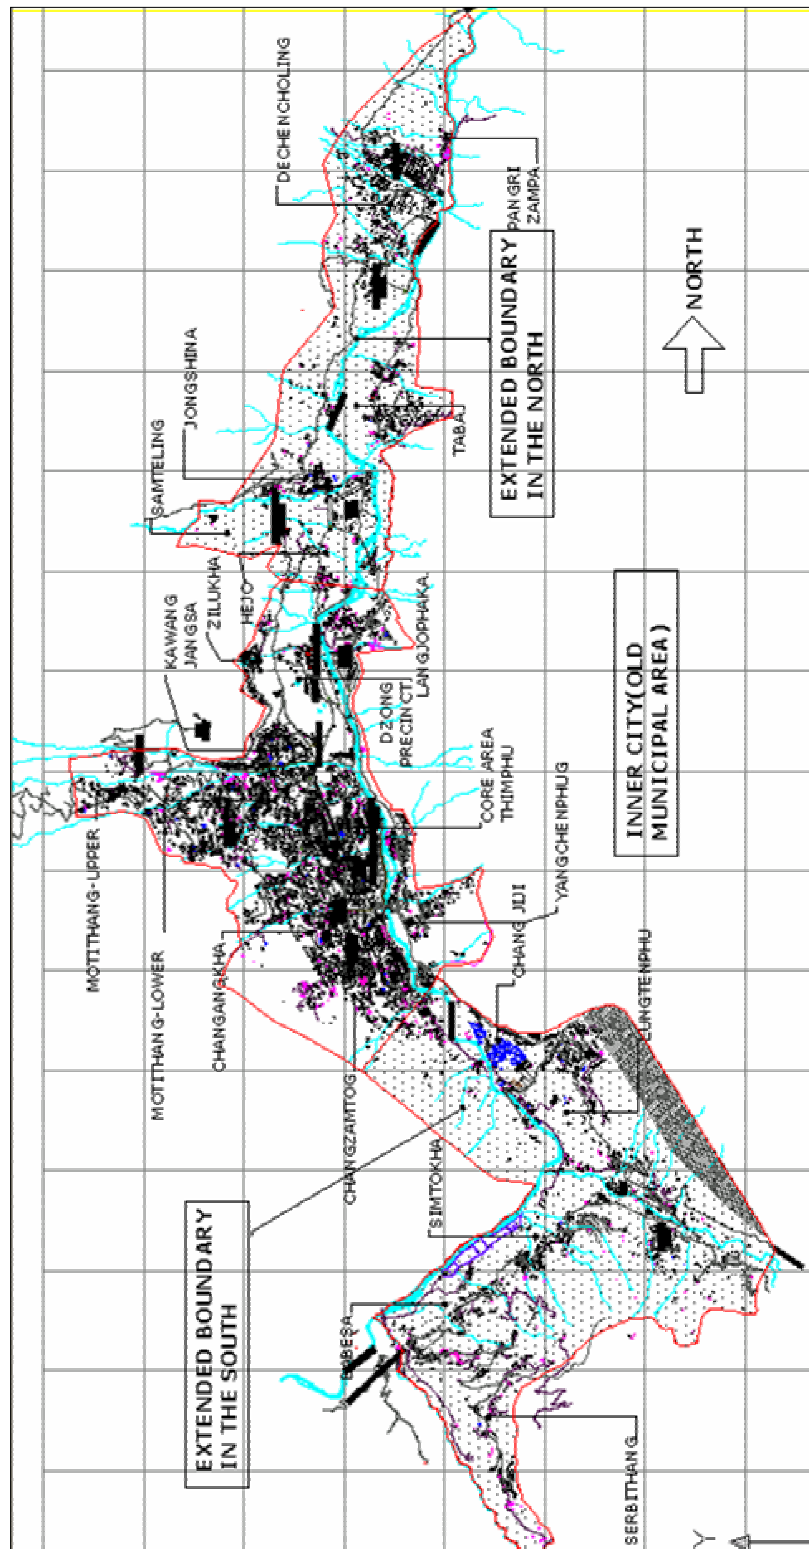 DECHENCHOLING
PANGRI
ZAMPA
EXTENDED BOUNDARY
IN THE NORTH
NORTH
JONGSHINA
SAMTELING
TABAJ
ZILUKHA
HEJO
KAWANG
JANGSA
LANGJOPHAKA
DZONG
PRECINCT
INNER CITY(OLD
MUNICIPAL AREA)
CORE AREA
THIMPHU
MOTITHANG-UPPER
MOTITHANG-LOWER
YANGCHENPHUG
CHANGANGKHA
CHANG JIJI
LUNGTENPHU
CHANGZAMTOG
SIMTOKHA
EXTENDED BOUNDARY
IN THE SOUTH
BABESA
SERBITHANG
Y